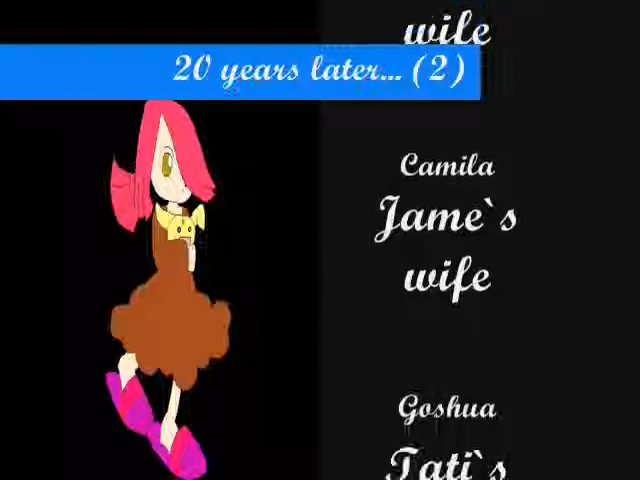 wife
20 years later... (2)
Camila
Jame`s
wife
Goshua
Tati`s